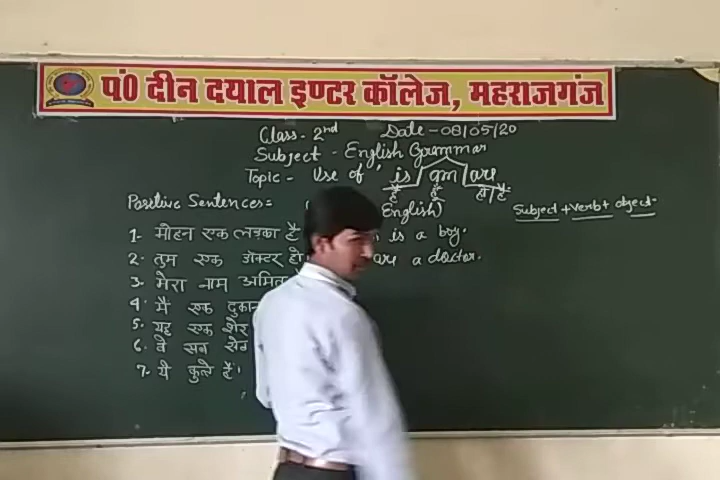 पं0 दीन दयाल इण्टर कॉलेज, महराजगंज
Class - 2nd Date - 08/05/20
Subject - English Grammar
Topic - Use of 'is/am/are
है हूँ हो/हैं
Positive Sentences = English) Subject + Verb + object.
1. मोहन एक लड़का है is a boy.
2. तुम एक डॉक्टर हो are a doctor.
3. मेरा नाम अमित
4. मैं एक दुकान
5. यह एक शेर
6. वे सब सेब
7. ये कुत्ते हैं।